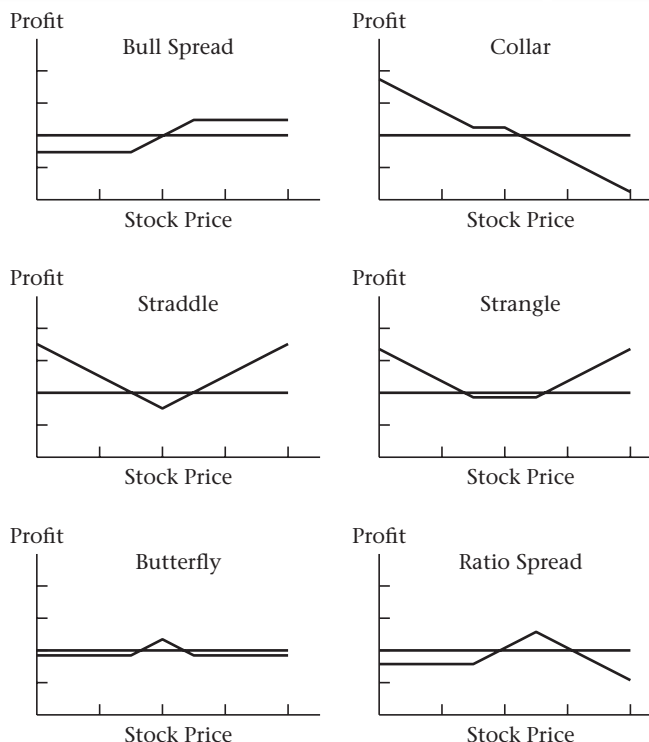 Profit
Bull Spread
Stock Price
Profit
Collar
Stock Price
Profit
Straddle
Stock Price
Profit
Strangle
Stock Price
Profit
Butterfly
Stock Price
Profit
Ratio Spread
Stock Price